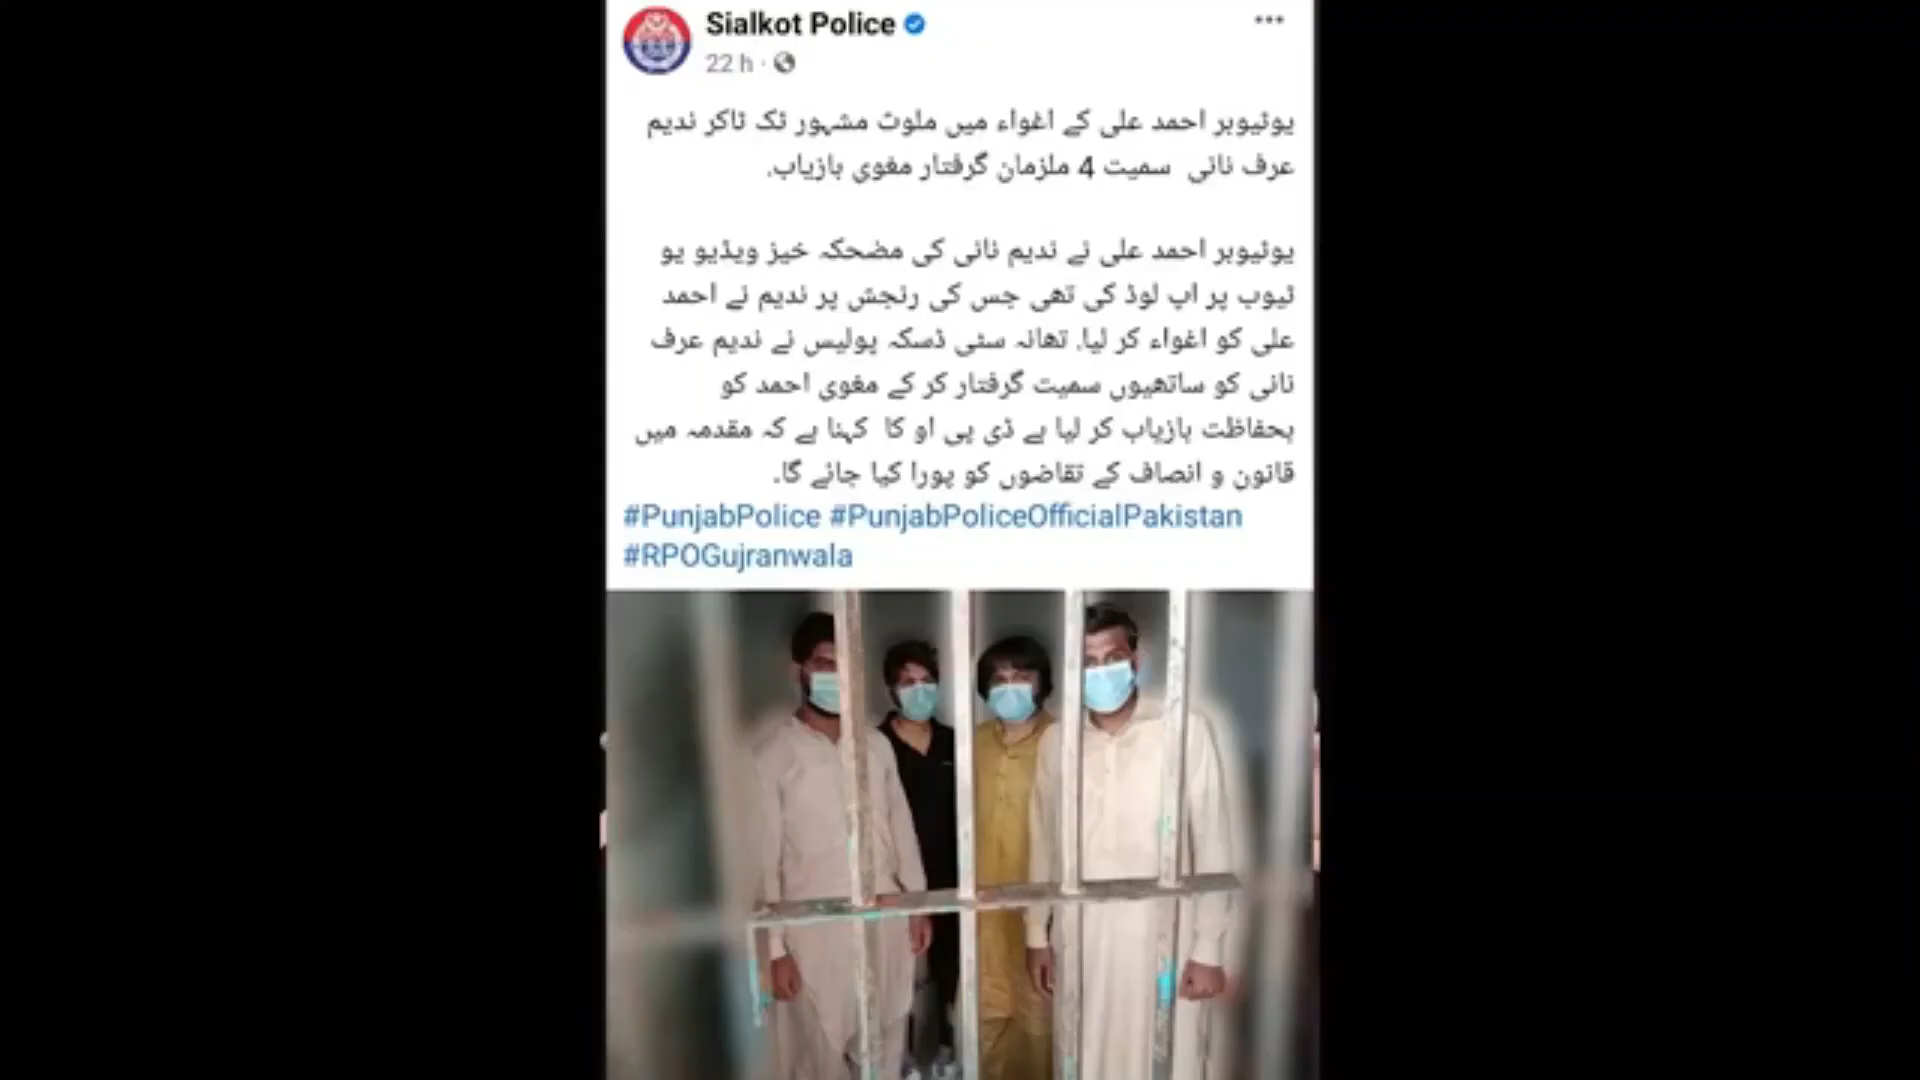 Sialkot Police
22 h ·
یوٹیوبر احمد علی کے اغواء میں ملوث مشہور ٹک ٹاکر ندیم
عرف نانی سمیت 4 ملزمان گرفتار مغوی بازیاب.
یوٹیوبر احمد علی نے ندیم نانی کی مضحکہ خیز ویڈیو یو
ٹیوب پر اپ لوڈ کی تھی جس کی رنجش پر ندیم نے احمد
علی کو اغواء کر لیا. تھانہ سٹی ڈسکہ پولیس نے ندیم عرف
نانی کو ساتھیوں سمیت گرفتار کر کے مغوی احمد کو
بحفاظت بازیاب کر لیا ہے ڈی پی او کا کہنا ہے کہ مقدمہ میں
قانون و انصاف کے تقاضوں کو پورا کیا جائے گا.
#PunjabPolice #PunjabPoliceOfficialPakistan
#RPOGujranwala